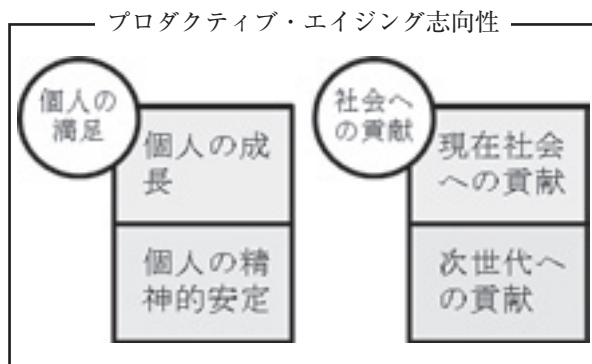 プロダクティブ・エイジング志向性
個人の
満足
個人の成
長
個人の精
神的安定
社会へ
の貢献
現在社会
への貢献
次世代へ
の貢献